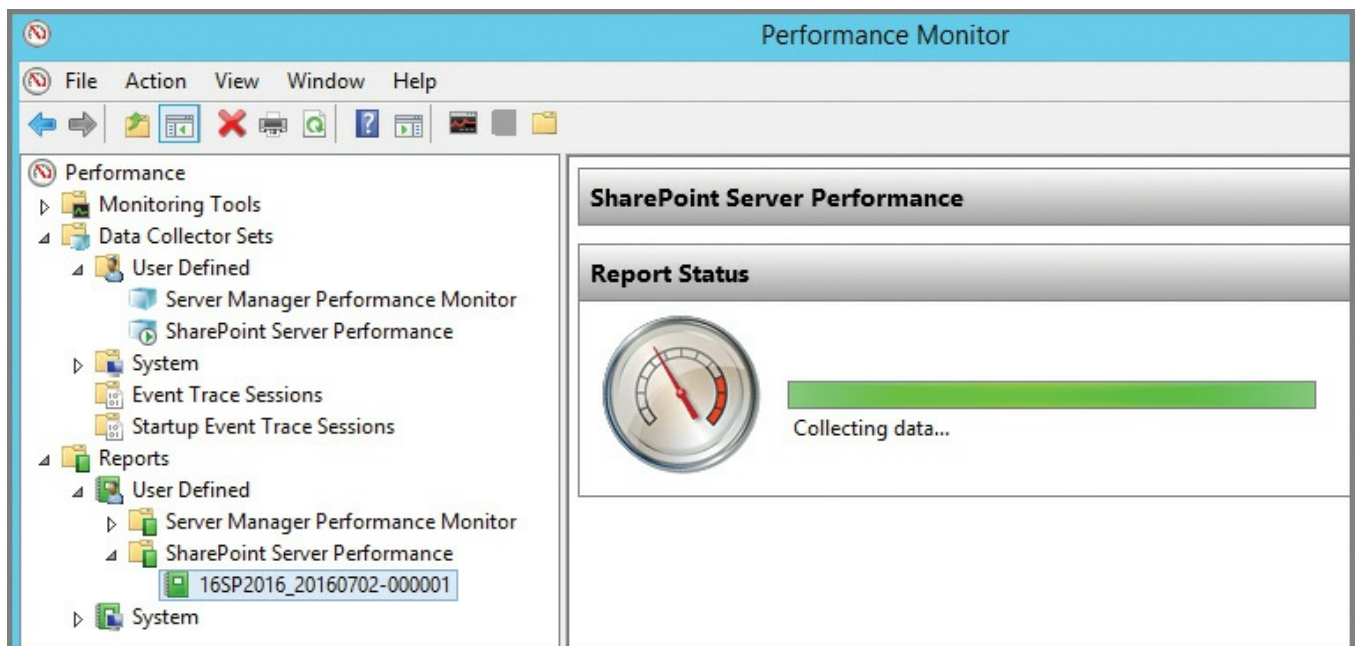 Performance Monitor
File Action View Window Help
Performance
Monitoring Tools
Data Collector Sets
User Defined
Server Manager Performance Monitor
SharePoint Server Performance
System
Event Trace Sessions
Startup Event Trace Sessions
Reports
User Defined
Server Manager Performance Monitor
SharePoint Server Performance
16SP2016_20160702-000001
System
SharePoint Server Performance
Report Status
Collecting data...